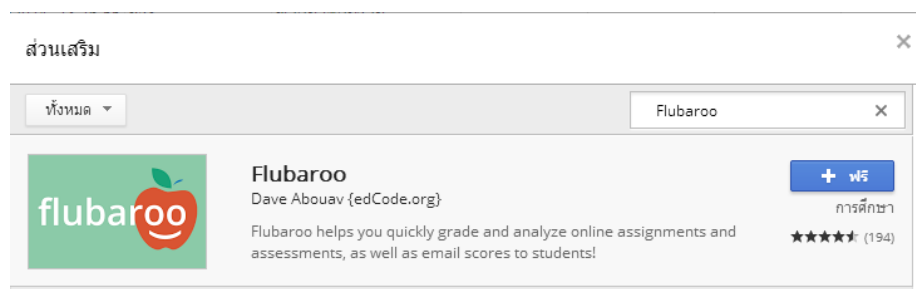 ส่วนเสริม
ทั้งหมด
Flubaroo
flubaroo
Flubaroo
Dave Abouav {edCode.org}
Flubaroo helps you quickly grade and analyze online assignments and
assessments, as well as email scores to students!
+ ฟรี
การศึกษา
(194)